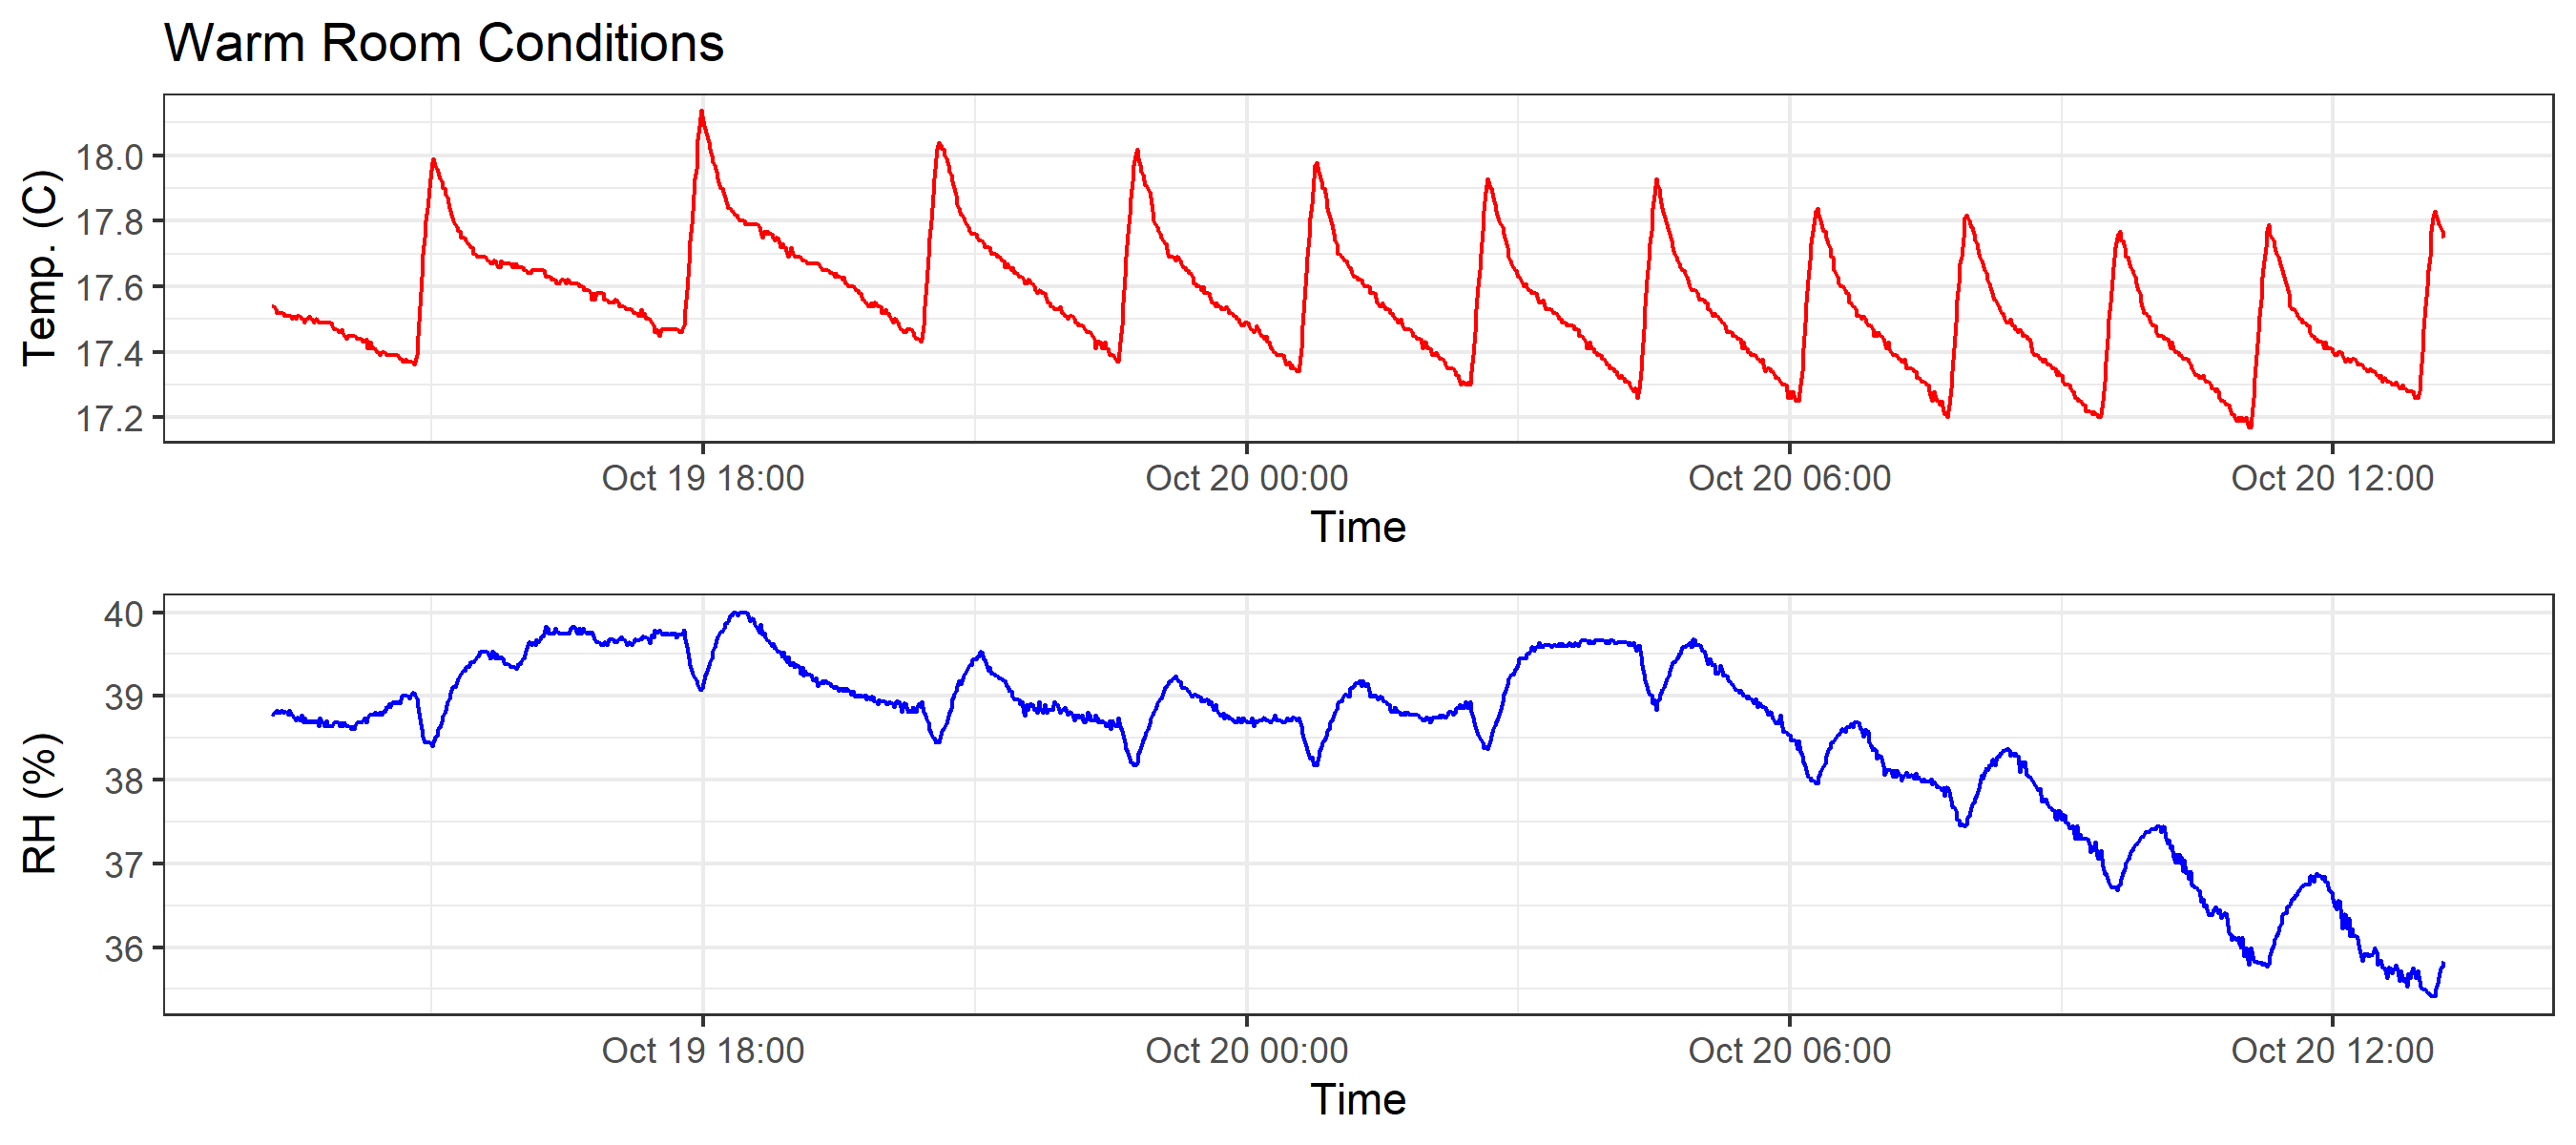 Warm Room Conditions
Temp. (C)
18.0
17.8
17.6
17.4
17.2
Oct 19 18:00 Oct 20 00:00 Oct 20 06:00 Oct 20 12:00
Time
RH (%)
40
39
38
37
36
Oct 19 18:00 Oct 20 00:00 Oct 20 06:00 Oct 20 12:00
Time